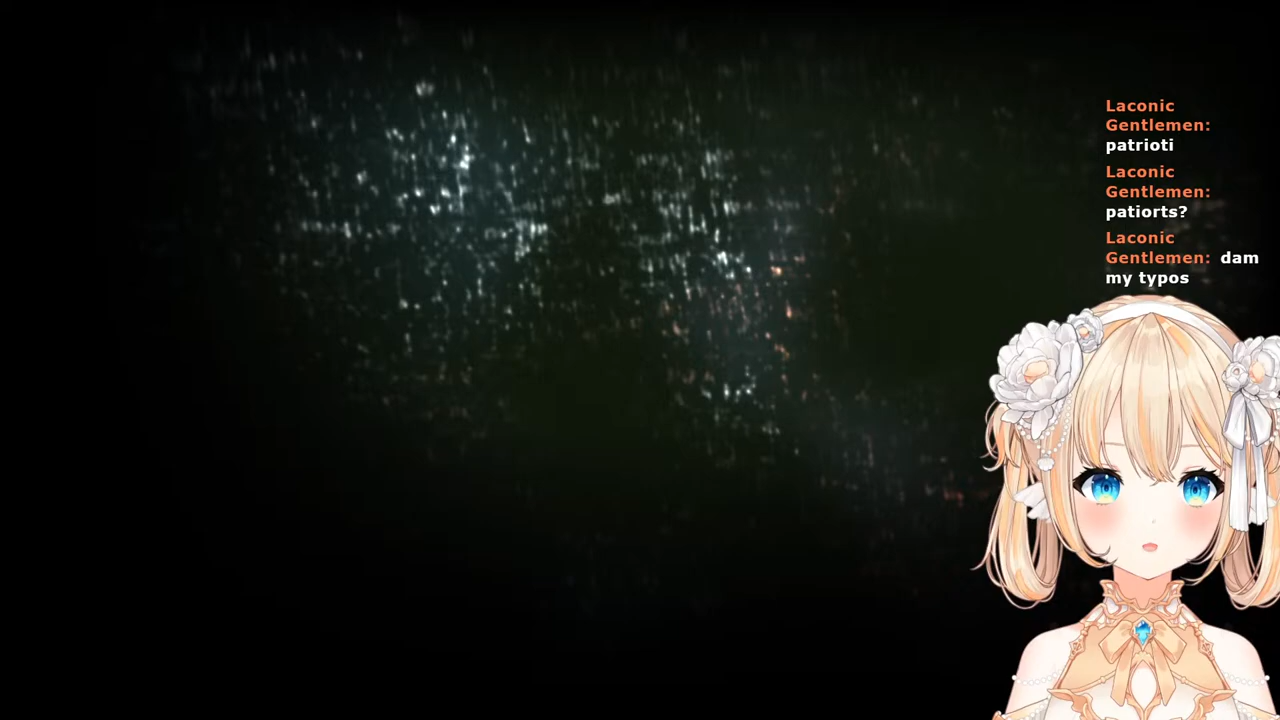 Laconic
Gentlemen:
patrioti
Laconic
Gentlemen:
patiorts?
Laconic
Gentlemen: dam
my typos